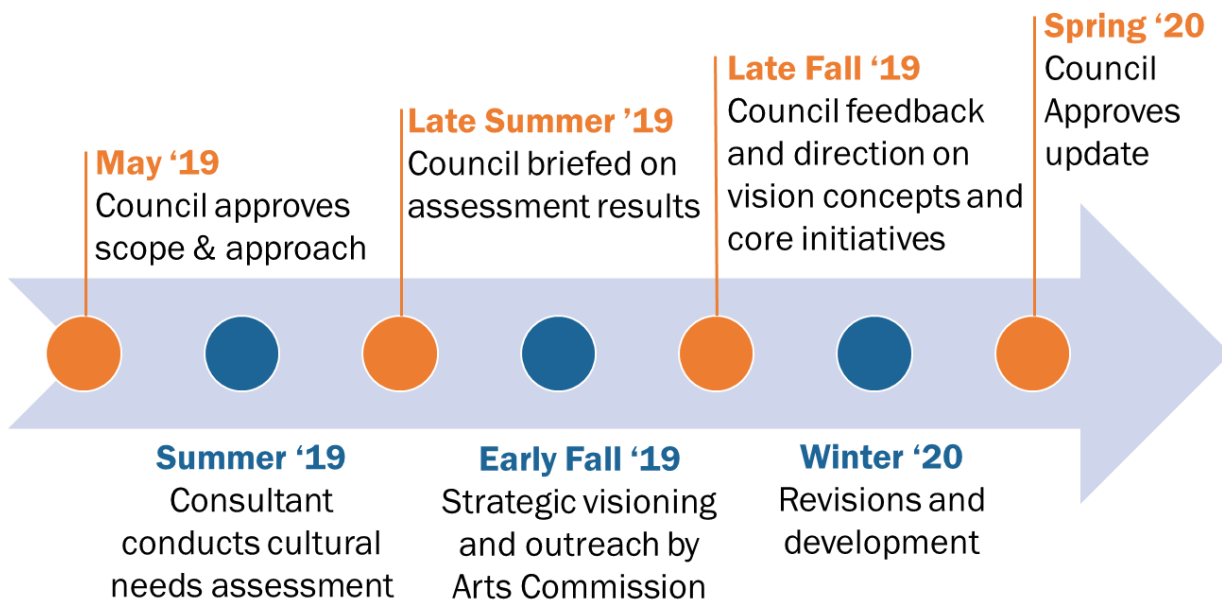 May ‘19
Council approves
scope & approach
Late Summer ’19
Council briefed on
assessment results
Late Fall ‘19
Council feedback
and direction on
vision concepts and
core initiatives
Spring ‘20
Council
Approves
update
Summer ‘19
Consultant
conducts cultural
needs assessment
Early Fall ‘19
Strategic visioning
and outreach by
Arts Commission
Winter ‘20
Revisions and
development